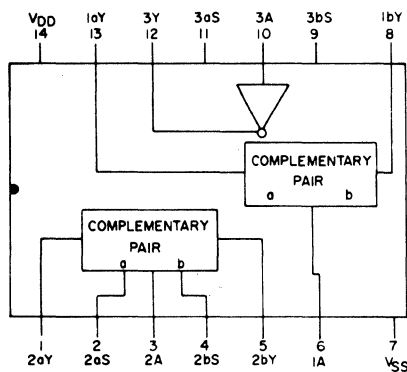 VDD 1aY 3Y 3aS 3A 3bS 1bY
14 13 12 11 10 9 8
COMPLEMENTARY
PAIR
a b
COMPLEMENTARY
PAIR
a b
1 2 3 4 5 6 7
2aY 2aS 2A 2bS 2bY 1A VSS